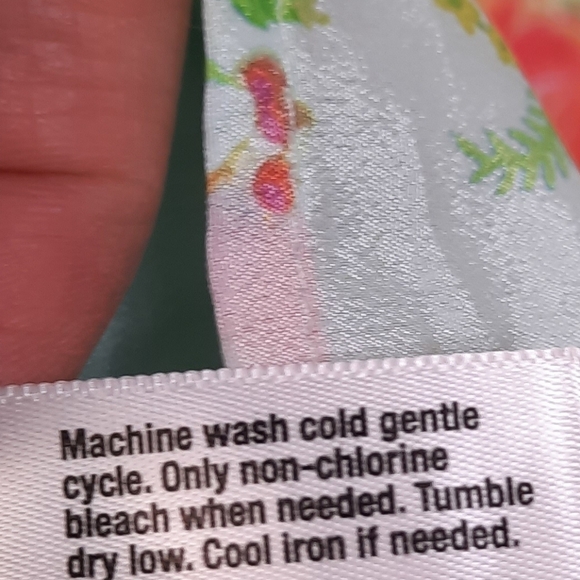 Machine wash cold gentle
cycle. Only non-chlorine
bleach when needed. Tumble
dry low. Cool iron if needed.